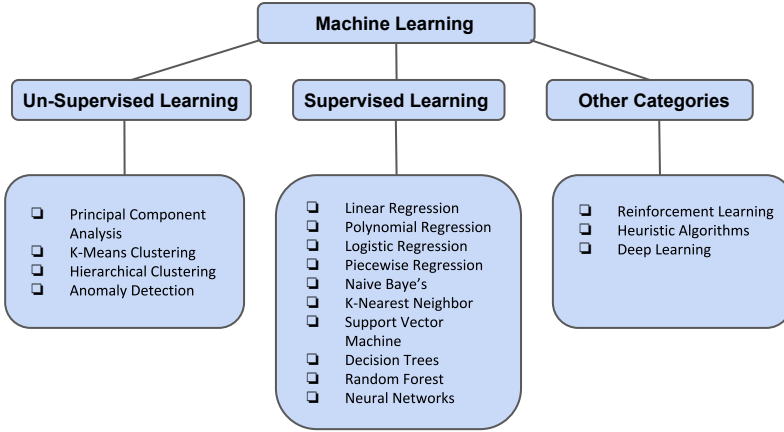 Machine Learning
Un-Supervised Learning
Supervised Learning
Other Categories
❏ Principal Component
Analysis
❏ K-Means Clustering
❏ Hierarchical Clustering
❏ Anomaly Detection
❏ Linear Regression
❏ Polynomial Regression
❏ Logistic Regression
❏ Piecewise Regression
❏ Naive Baye’s
❏ K-Nearest Neighbor
❏ Support Vector
Machine
❏ Decision Trees
❏ Random Forest
❏ Neural Networks
❏ Reinforcement Learning
❏ Heuristic Algorithms
❏ Deep Learning